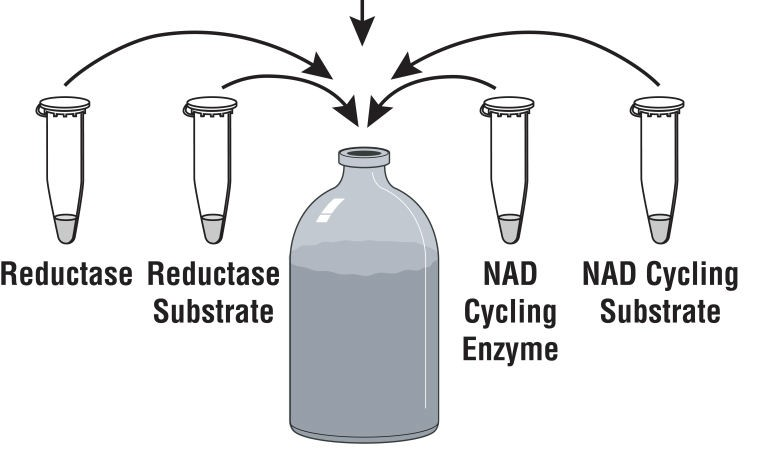 Reductase
Reductase
Substrate
NAD
Cycling
Enzyme
NAD Cycling
Substrate